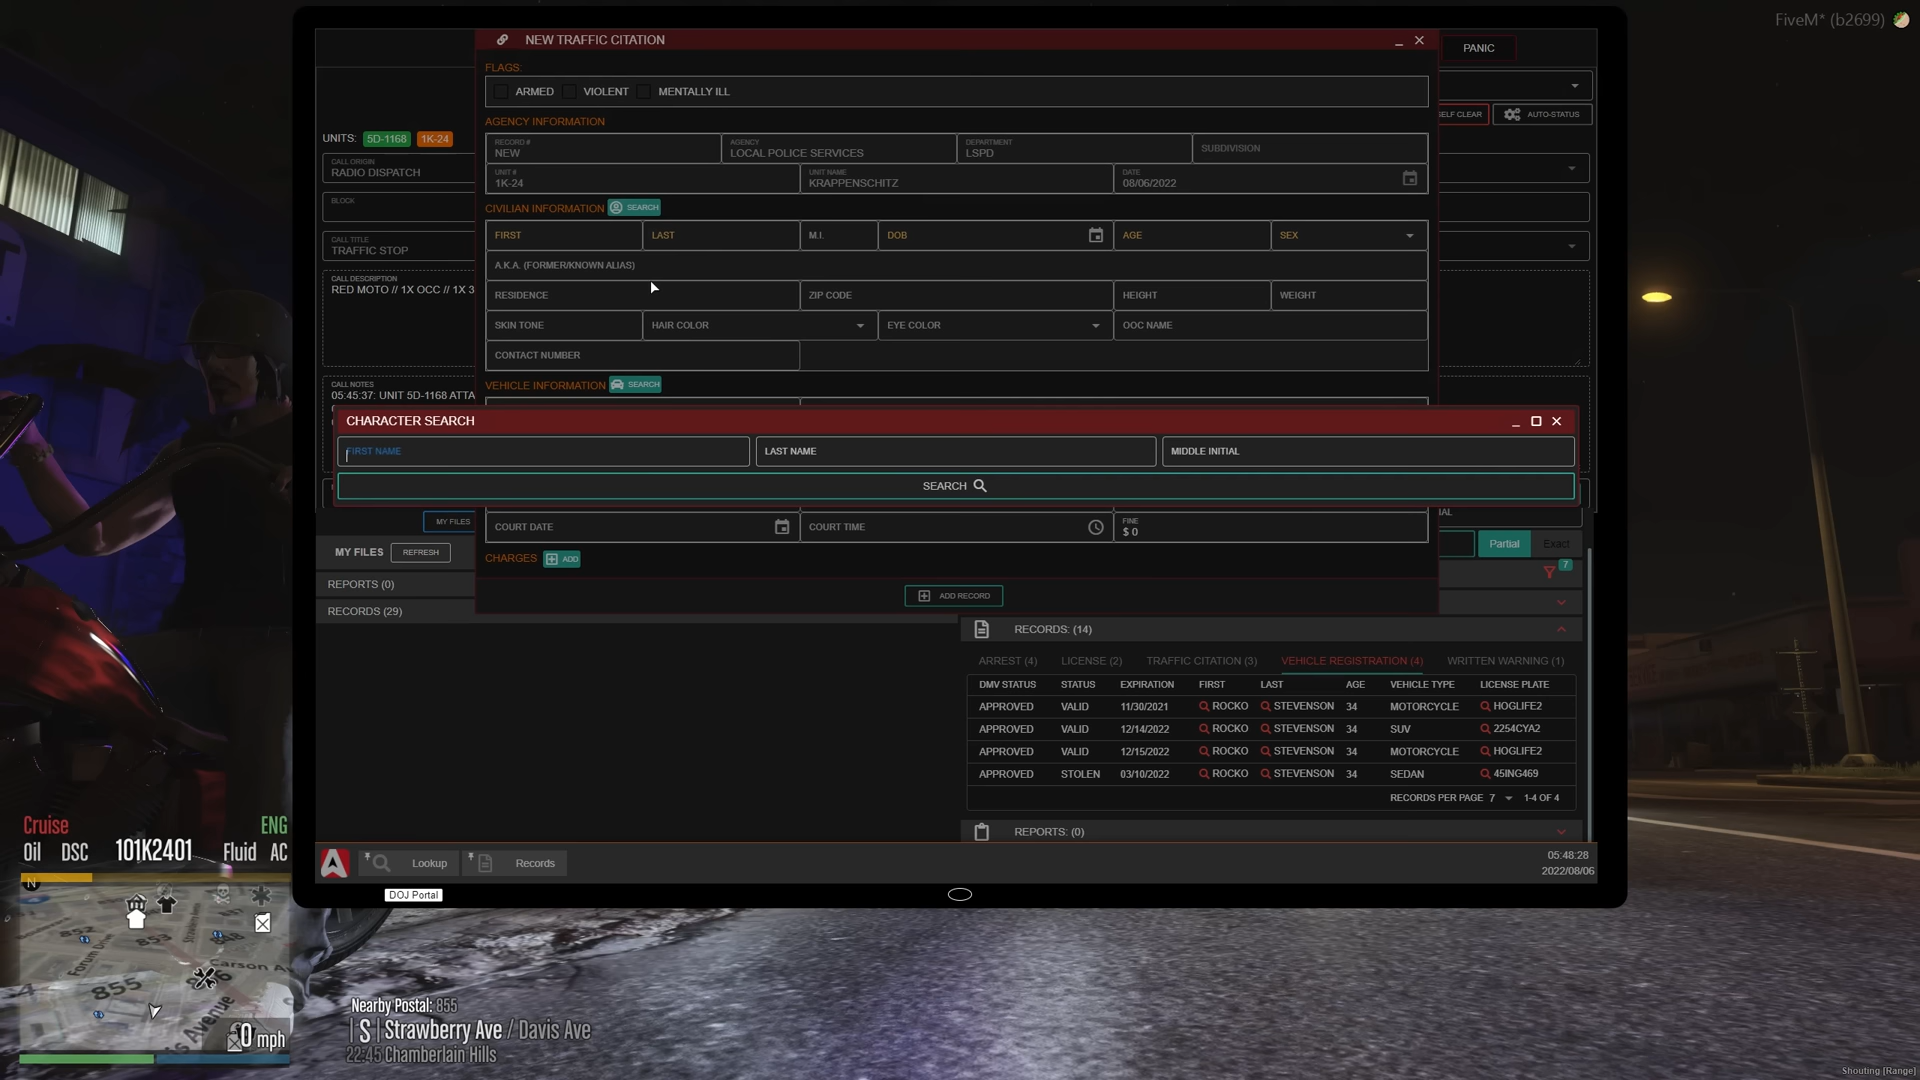 FiveM* (b2699)
NEW TRAFFIC CITATION
PANIC
FLAGS:
ARMED VIOLENT MENTALLY ILL
SELF CLEAR AUTO-STATUS
AGENCY INFORMATION
UNITS: 5D-1168 1K-24
RECORD # NEW
AGENCY LOCAL POLICE SERVICES
DEPARTMENT LSPD
SUBDIVISION
CALL ORIGIN
RADIO DISPATCH
UNIT # 1K-24
UNIT NAME KRAPPENSCHITZ
DATE 08/06/2022
BLOCK
CIVILIAN INFORMATION SEARCH
FIRST LAST M.I. DOB AGE SEX
CALL TITLE
TRAFFIC STOP
A.K.A. (FORMER/KNOWN ALIAS)
CALL DESCRIPTION
RED MOTO // 1X OCC // 1X 3
RESIDENCE ZIP CODE HEIGHT WEIGHT
SKIN TONE HAIR COLOR EYE COLOR OOC NAME
CONTACT NUMBER
CALL NOTES
05:45:37: UNIT 5D-1168 ATTA
VEHICLE INFORMATION SEARCH
CHARACTER SEARCH
FIRST NAME LAST NAME MIDDLE INITIAL
SEARCH
MY FILES
COURT DATE COURT TIME FINE $ 0
IAL
MY FILES REFRESH
Partial Exact
CHARGES ADD
7
REPORTS (0)
ADD RECORD
RECORDS (29)
RECORDS: (14)
ARREST (4) LICENSE (2) TRAFFIC CITATION (3) VEHICLE REGISTRATION (4) WRITTEN WARNING (1)
DMV STATUS STATUS EXPIRATION FIRST LAST AGE VEHICLE TYPE LICENSE PLATE
APPROVED VALID 11/30/2021 ROCKO STEVENSON 34 MOTORCYCLE HOGLIFE2
APPROVED VALID 12/14/2022 ROCKO STEVENSON 34 SUV 2254CYA2
APPROVED VALID 12/15/2022 ROCKO STEVENSON 34 MOTORCYCLE HOGLIFE2
APPROVED STOLEN 03/10/2022 ROCKO STEVENSON 34 SEDAN 45ING469
RECORDS PER PAGE 7 1-4 OF 4
REPORTS: (0)
Lookup Records
05:48:28
2022/08/06
DOJ Portal
Cruise ENG
Oil DSC 101K2401 Fluid AC
N
853
Forum Dr
Carson Av
855
s Avenue
0 mph
Nearby Postal: 855
| S | Strawberry Ave / Davis Ave
22:45 Chamberlain Hills
Shouting [Range]